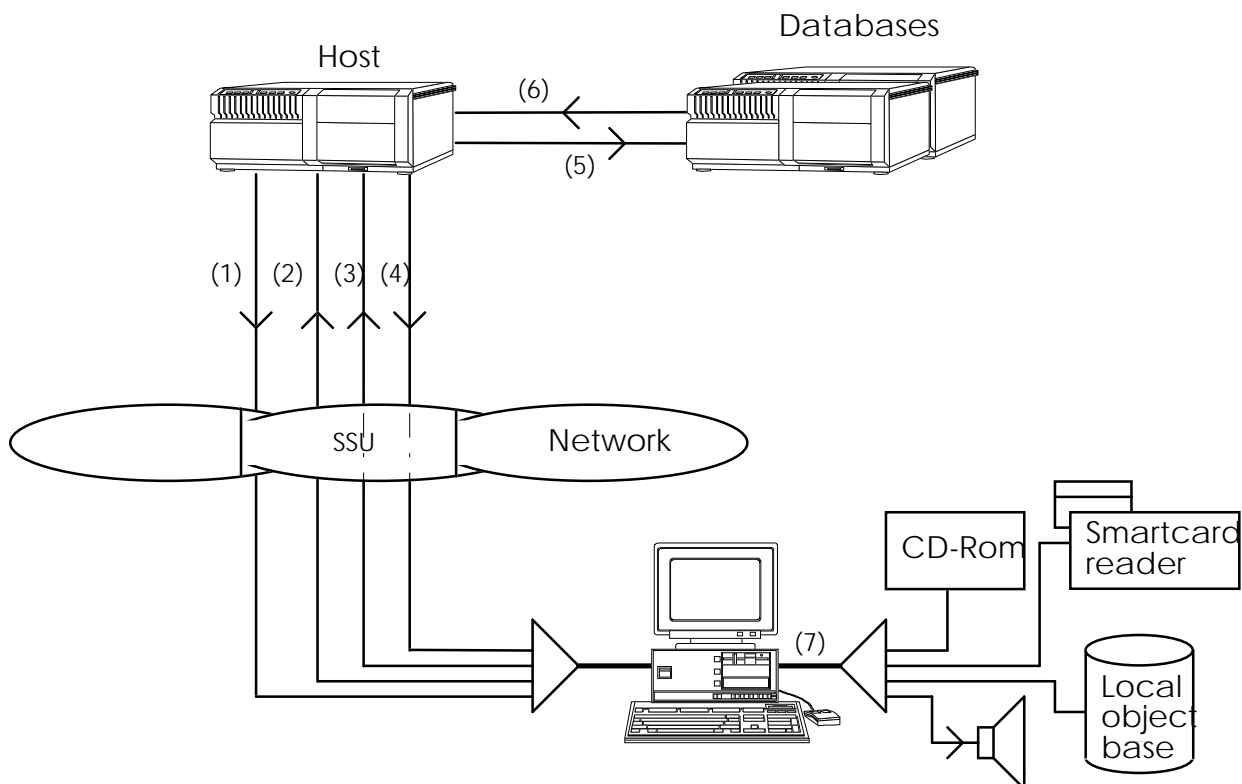 Databases
Host
(6)
(5)
(1) (2) (3) (4)
SSU
Network
CD-Rom
Smartcard
reader
(7)
Local
object
base